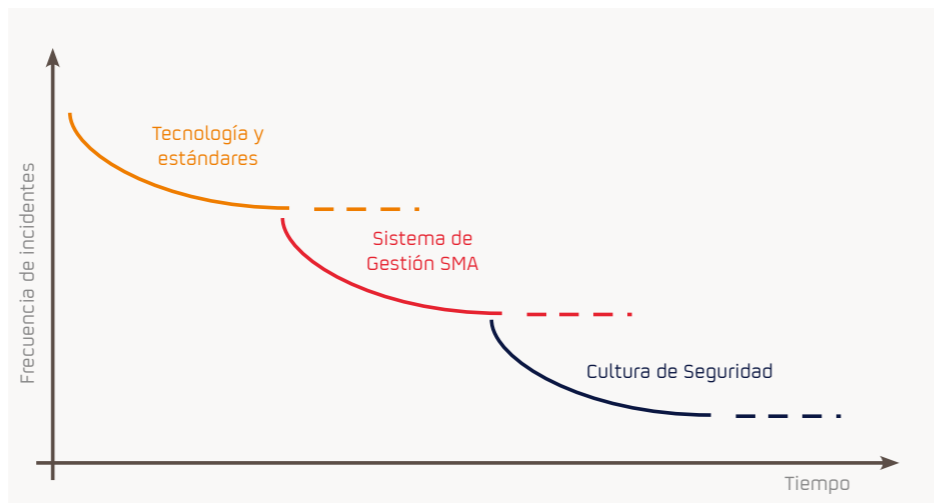 Tecnología y
estándares
Sistema de
Gestión SMA
Cultura de Seguridad
Frecuencia de incidentes
Tiempo